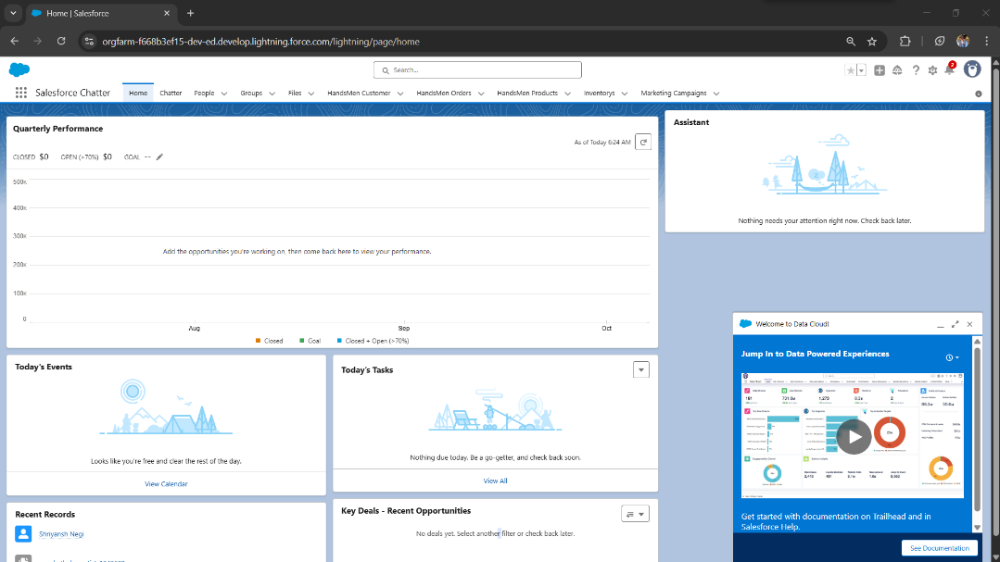 Home | Salesforce
orgfarm-f668b3ef15-dev-ed.develop.lightning.force.com/lightning/page/home
Search...
2
Salesforce Chatter
Home
Chatter
People
Groups
Files
HandsMen Customer
HandsMen Orders
HandsMen Products
Inventorys
Marketing Campaigns
Quarterly Performance
As of Today 6:24 AM
CLOSED $0 OPEN (>70%) $0 GOAL --
500K
400K
300K
200K
100K
0
Add the opportunities you're working on, then come back here to view your performance.
Aug Sep Oct
Closed Goal Closed + Open (>70%)
Assistant
Nothing needs your attention right now. Check back later.
Today's Events
Looks like you're free and clear the rest of the day.
View Calendar
Today's Tasks
Nothing due today. Be a go-getter, and check back soon.
View All
Recent Records
Shriyansh Negi
Key Deals - Recent Opportunities
No deals yet. Select another filter or check back later.
Welcome to Data Cloud!
Jump In to Data Powered Experiences
Get started with documentation on Trailhead and in
Salesforce Help.
See Documentation